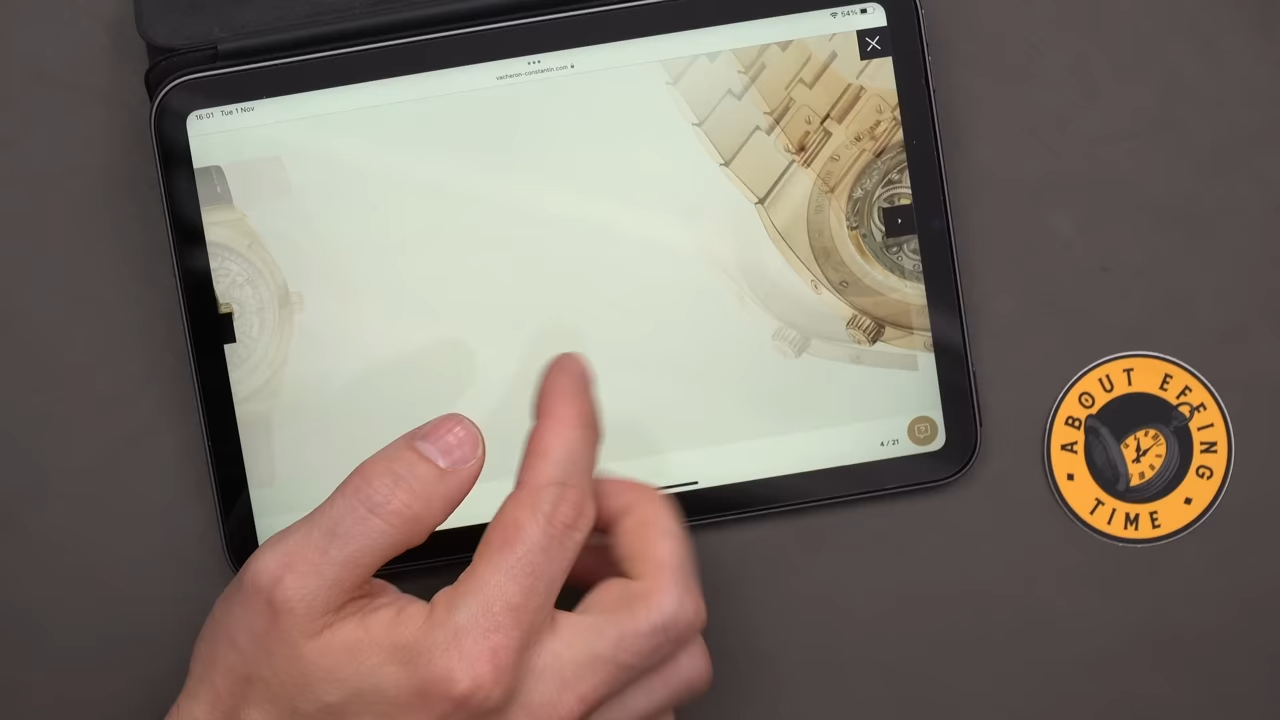 16:01 Tue 1 Nov
54%
vacheron-constantin.com
4 / 21
ABOUT EFFING
TIME